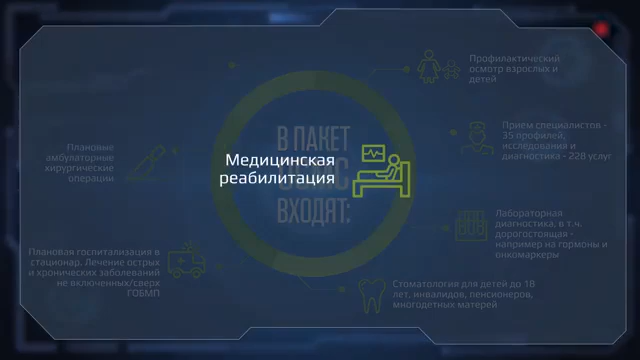 Профилактический
осмотр взрослых и
детей
Прием специалистов -
35 профилей,
исследования и
диагностика - 228 услуг
Лабораторная
диагностика, в т.ч.
дорогостоящая -
например на гормоны и
онкомаркеры
Стоматология для детей до 18
лет, инвалидов, пенсионеров,
многодетных матерей
Плановая госпитализация в
стационар. Лечение острых
и хронических заболеваний
не включенных/сверх
ГОБМП
Плановые
амбулаторные
хирургические
операции
В ПАКЕТ
ОСМС
ВХОДЯТ:
Медицинская
реабилитация